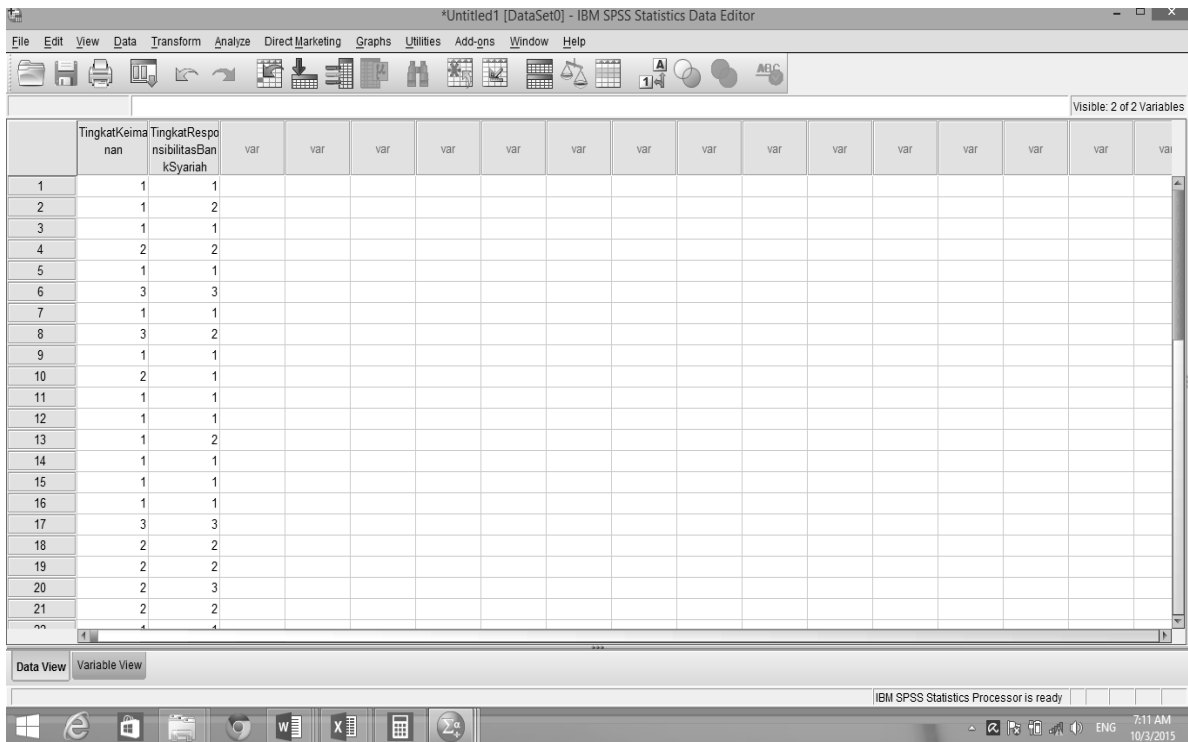 *Untitled1 [DataSet0] - IBM SPSS Statistics Data Editor
File Edit View Data Transform Analyze Direct Marketing Graphs Utilities Add-ons Window Help
Visible: 2 of 2 Variables
TingkatKeima TingkatRespo
nan nsibilitasBan var var var var var var var var var var var var var var
kSyariah
1 1 1
2 1 2
3 1 1
4 2 2
5 1 1
6 3 3
7 1 1
8 3 2
9 1 1
10 2 1
11 1 1
12 1 1
13 1 2
14 1 1
15 1 1
16 1 1
17 3 3
18 2 2
19 2 2
20 2 3
21 2 2
Data View Variable View
IBM SPSS Statistics Processor is ready
ENG 7:11 AM
10/3/2015